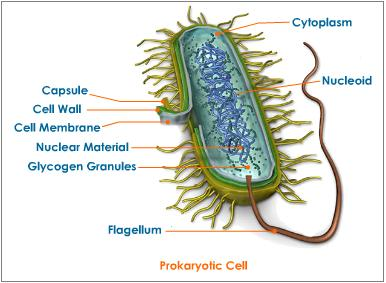 Cytoplasm
Nucleoid
Capsule
Cell Wall
Cell Membrane
Nuclear Material
Glycogen Granules
Flagellum
Prokaryotic Cell